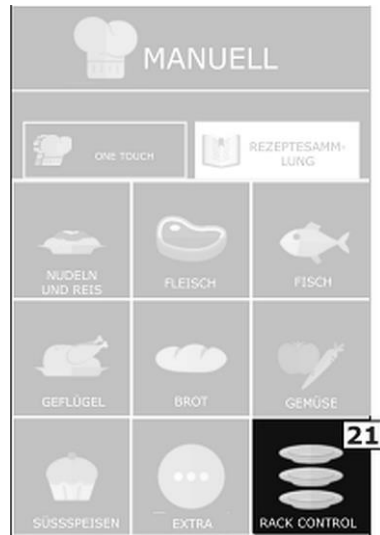 MANUELL
ONE TOUCH
REZEPTESAMM-
LUNG
NUDELN
UND REIS
FLEISCH
FISCH
GEFLÜGEL
BROT
GEMÜSE
21
SÜSSSPEISEN
EXTRA
RACK CONTROL